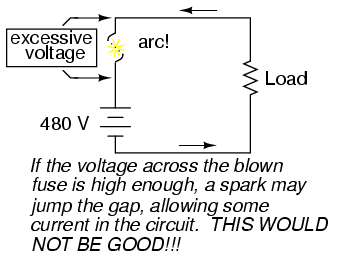 excessive
voltage
arc!
Load
480 V
If the voltage across the blown
fuse is high enough, a spark may
jump the gap, allowing some
current in the circuit.  THIS WOULD
NOT BE GOOD!!!